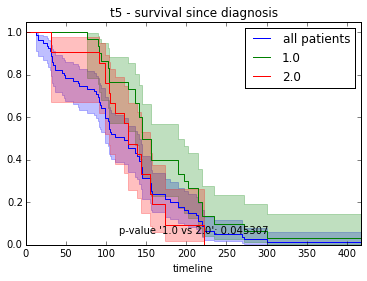 t5 - survival since diagnosis
all patients
1.0
2.0
1.0
0.8
0.6
0.4
0.2
0.0
p-value '1.0 vs 2.0': 0.045307
0 50 100 150 200 250 300 350 400
timeline